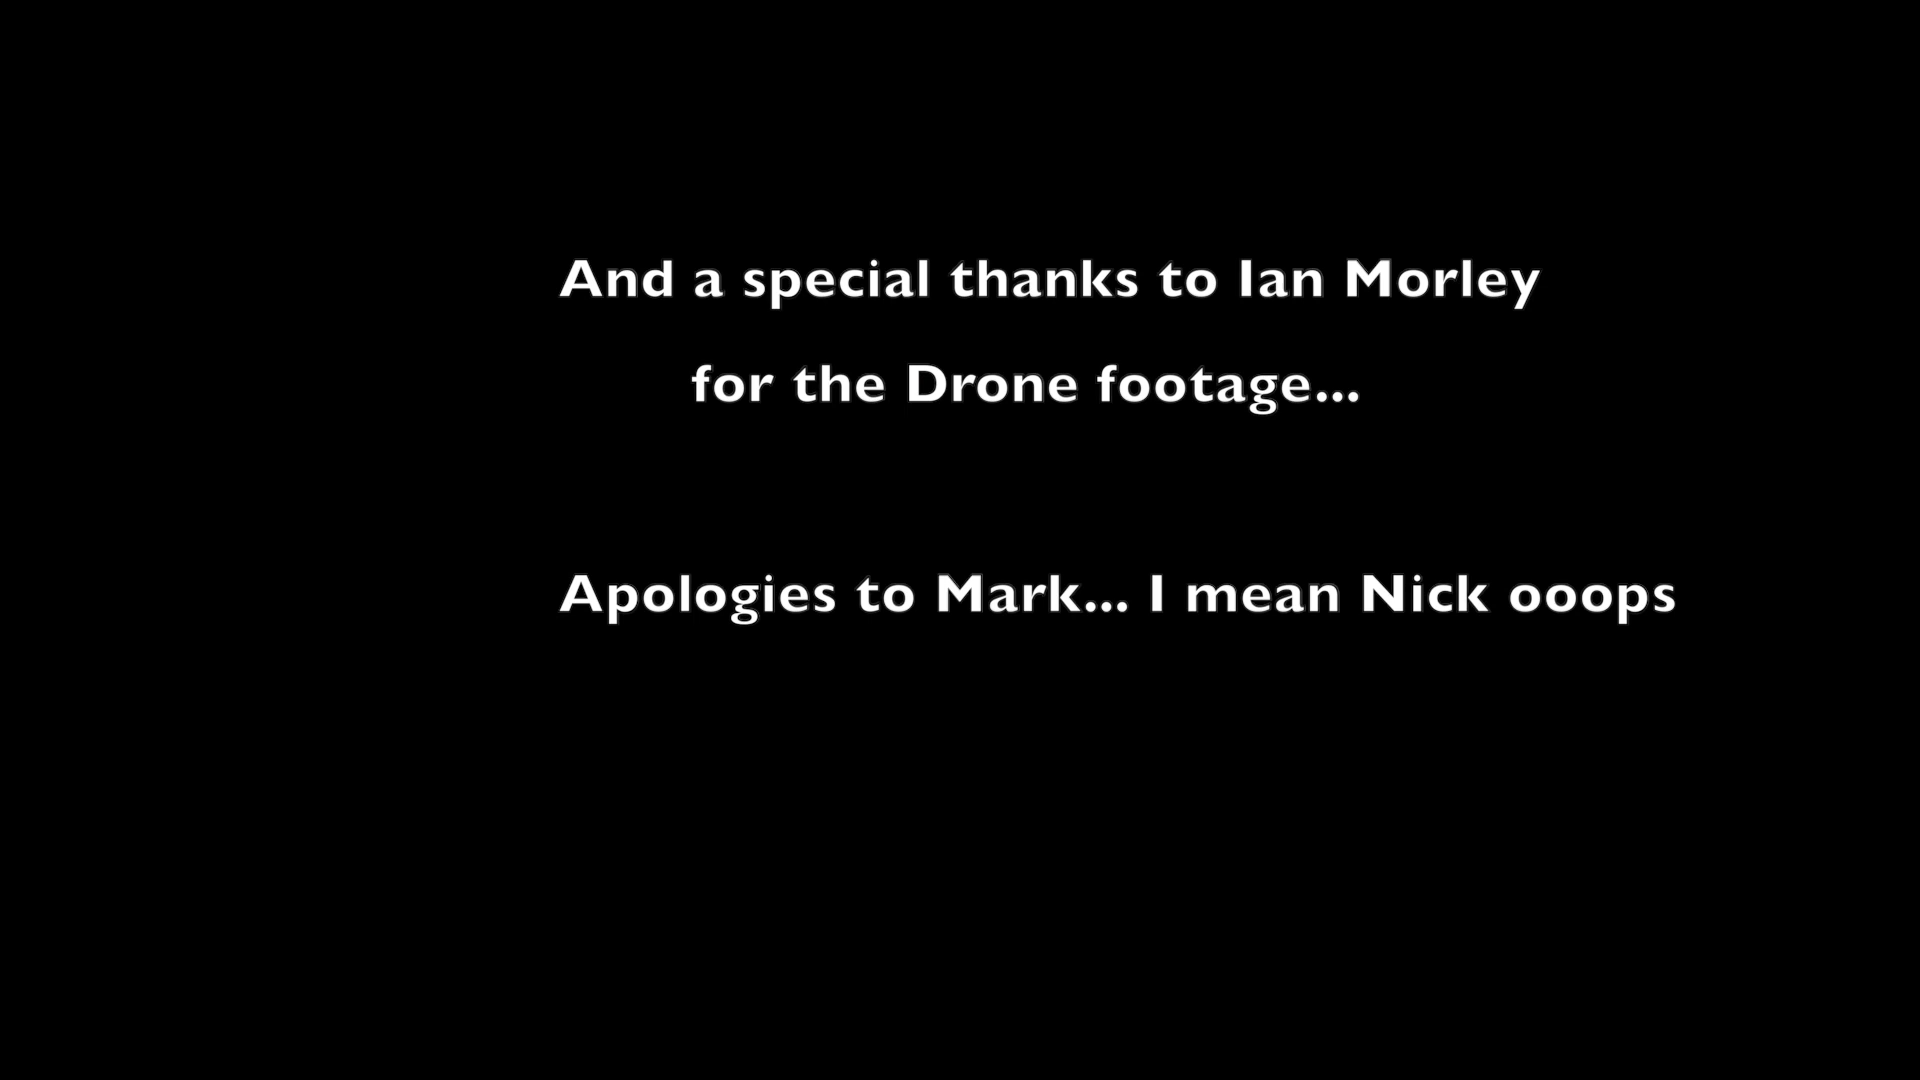 And a special thanks to Ian Morley
for the Drone footage...
Apologies to Mark... I mean Nick ooops